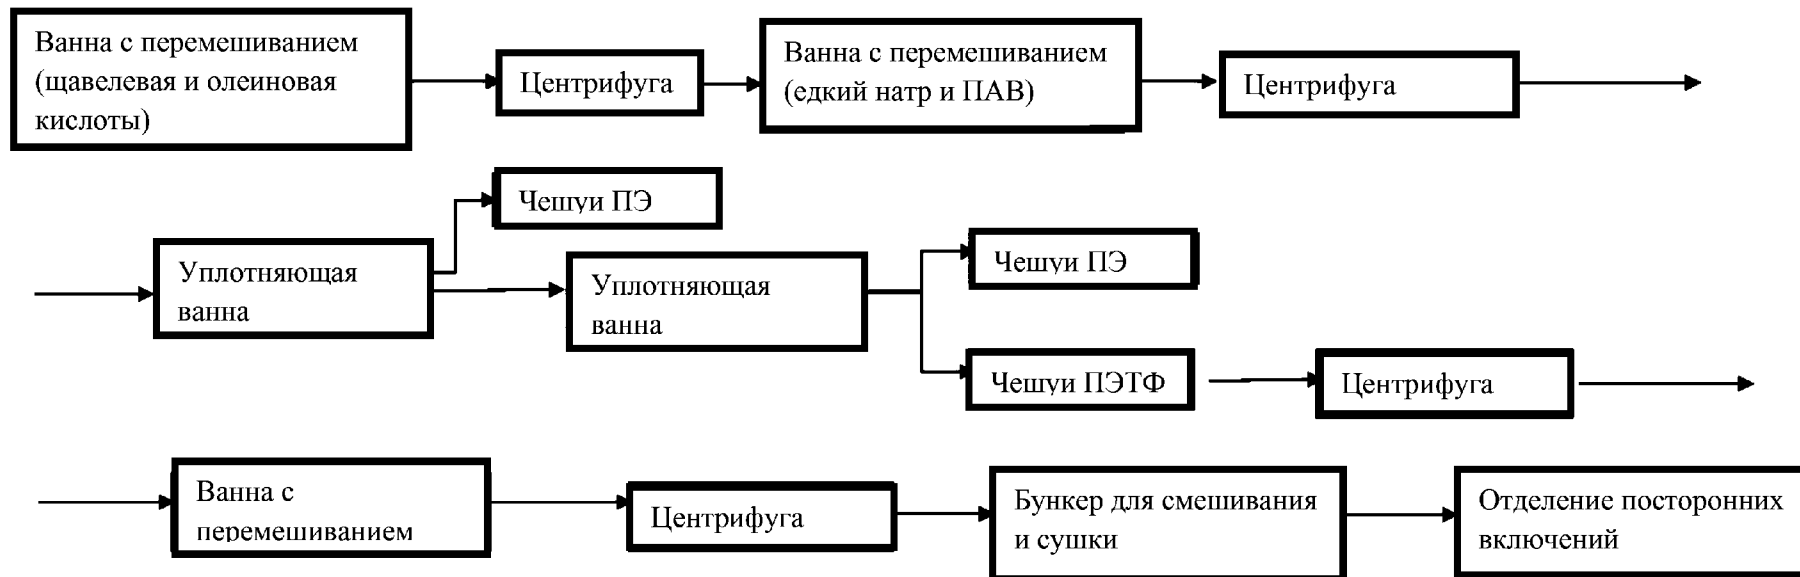 Ванна с перемешиванием
(щавелевая и олеиновая
кислоты)
Центрифуга
Ванна с перемешиванием
(едкий натр и ПАВ)
Центрифуга
Чешуи ПЭ
Уплотняющая
ванна
Уплотняющая
ванна
Чешуи ПЭ
Чешуи ПЭТФ
Центрифуга
Ванна с
перемешиванием
Центрифуга
Бункер для смешивания
и сушки
Отделение посторонних
включений